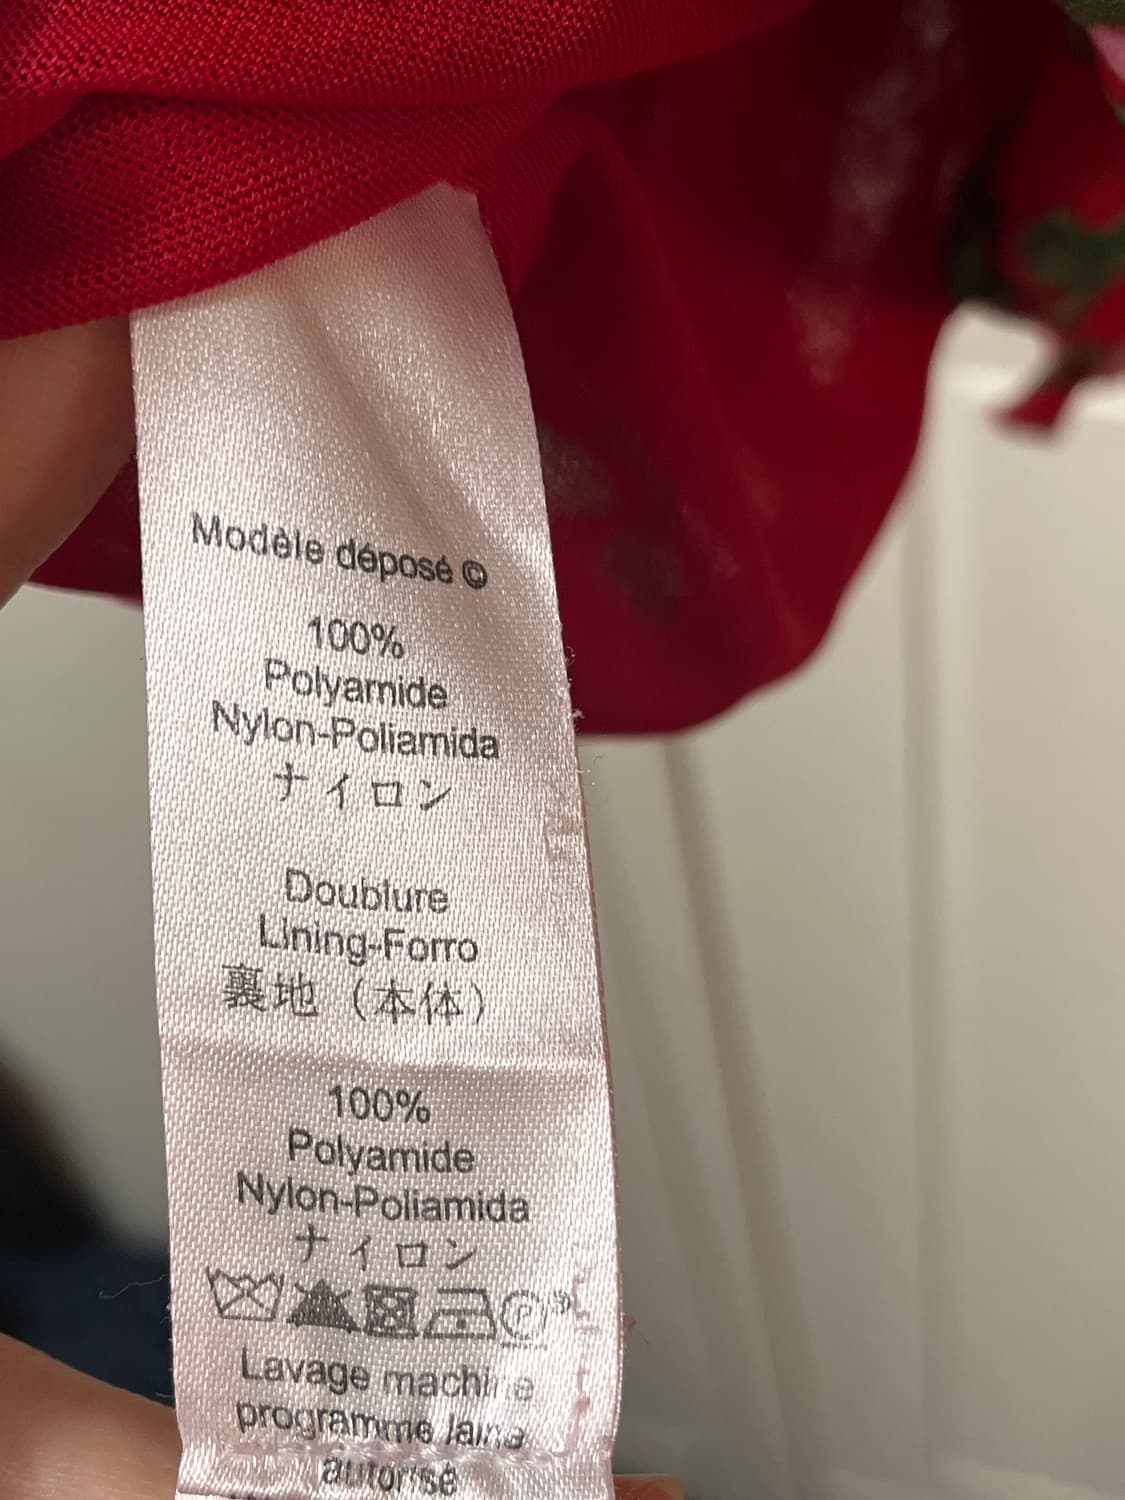 Modèle déposé ©
100%
Polyamide
Nylon-Poliamida
ナイロン
Doublure
Lining-Forro
裏地（本体）
100%
Polyamide
Nylon-Poliamida
ナイロン
P
Lavage machine
programme laine
autorisé